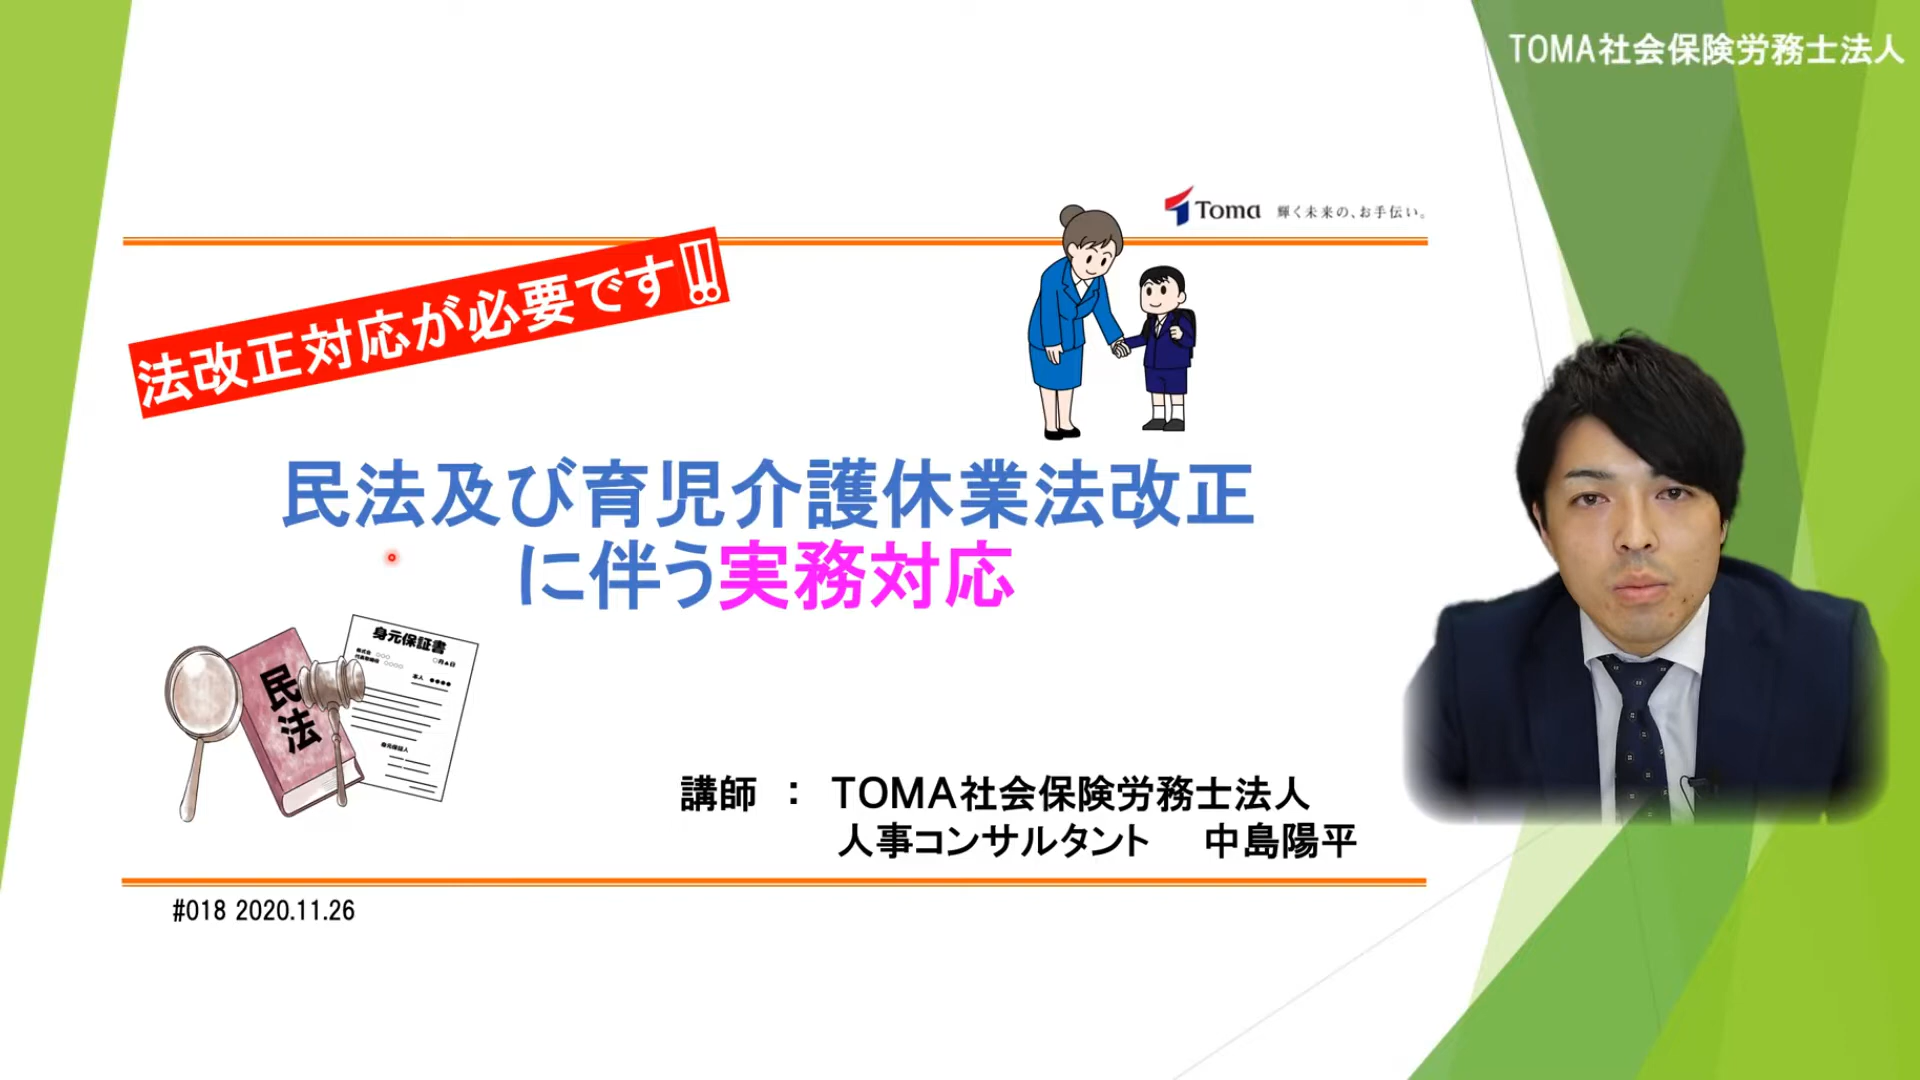 TOMA社会保険労務士法人
Toma 輝く未来の、お手伝い。
法改正対応が必要です!!
民法及び育児介護休業法改正
に伴う実務対応
民法
身元保証書
講師 : TOMA社会保険労務士法人
人事コンサルタント 中島陽平
#018 2020.11.26